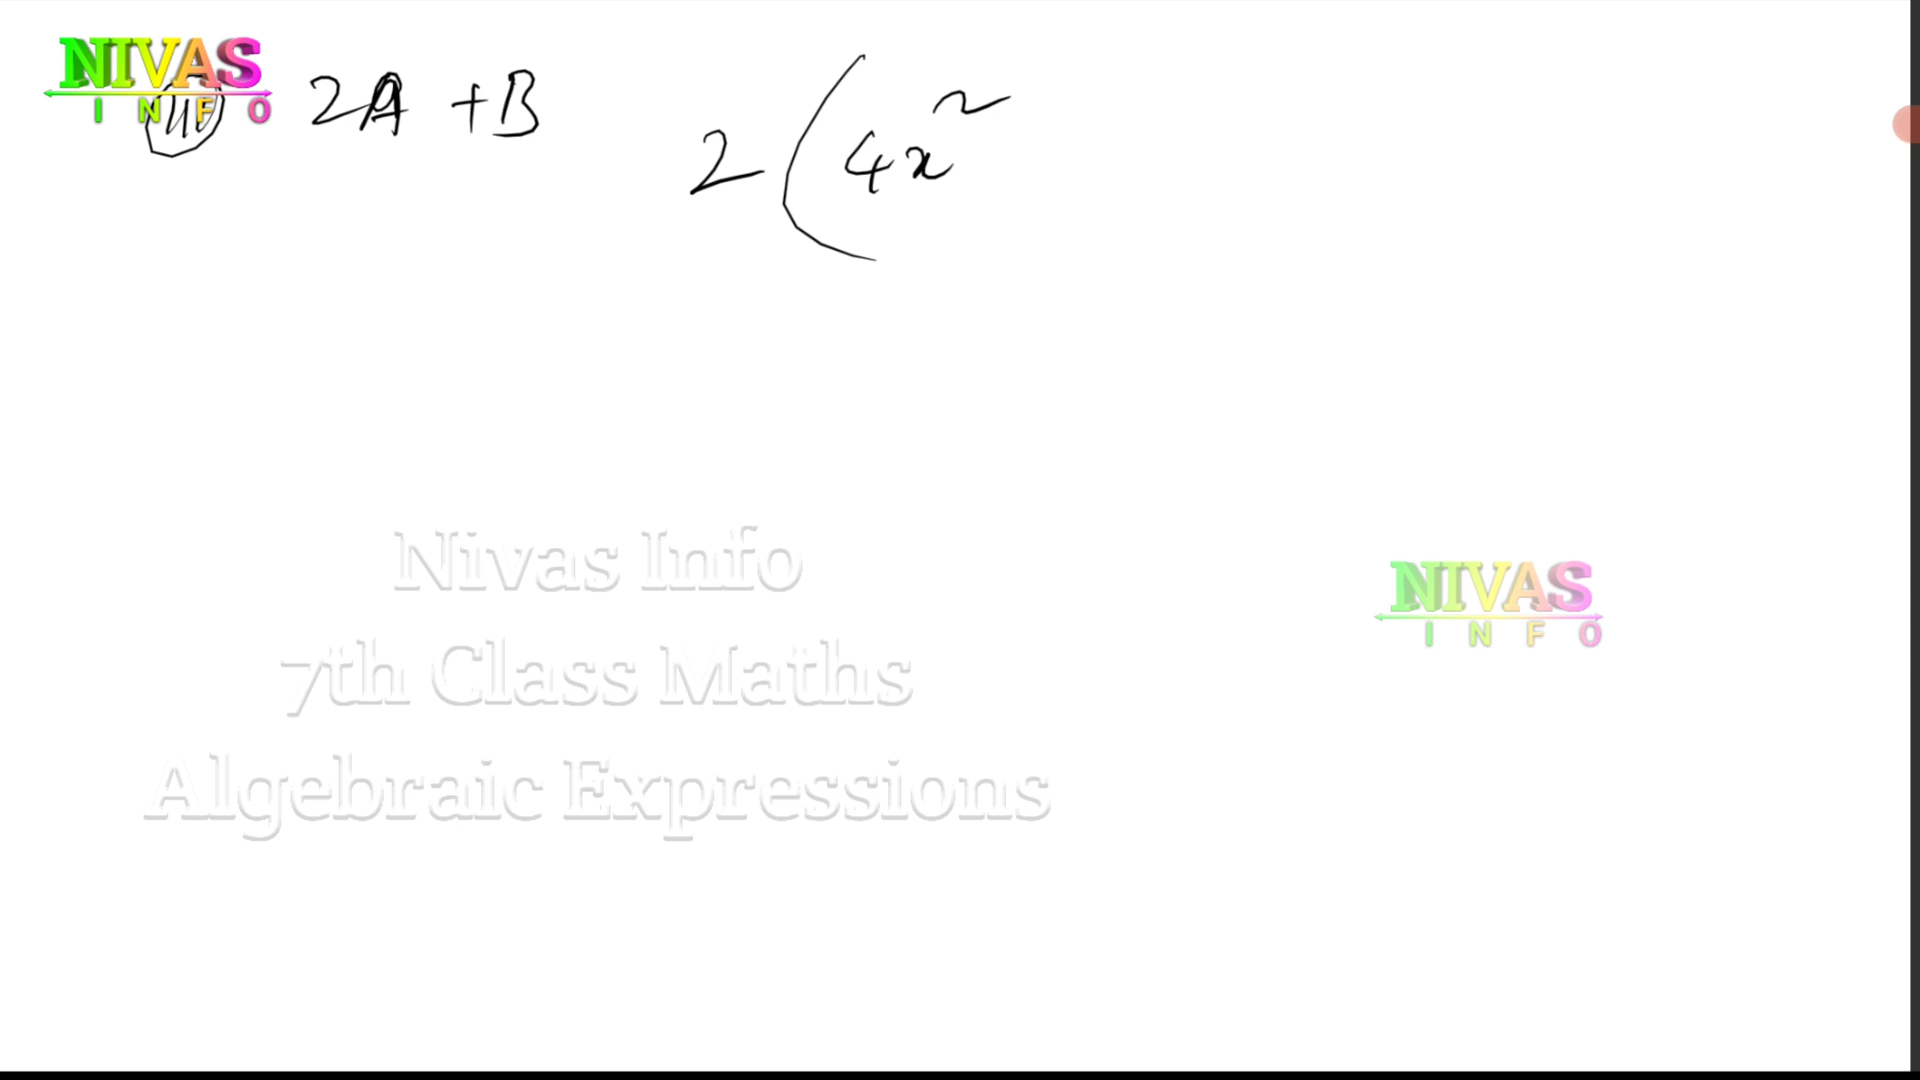 NIVAS
INFO
2A + B
2 ( 4x²
Nivas Info
7th Class Maths
Algebraic Expressions
NIVAS
INFO